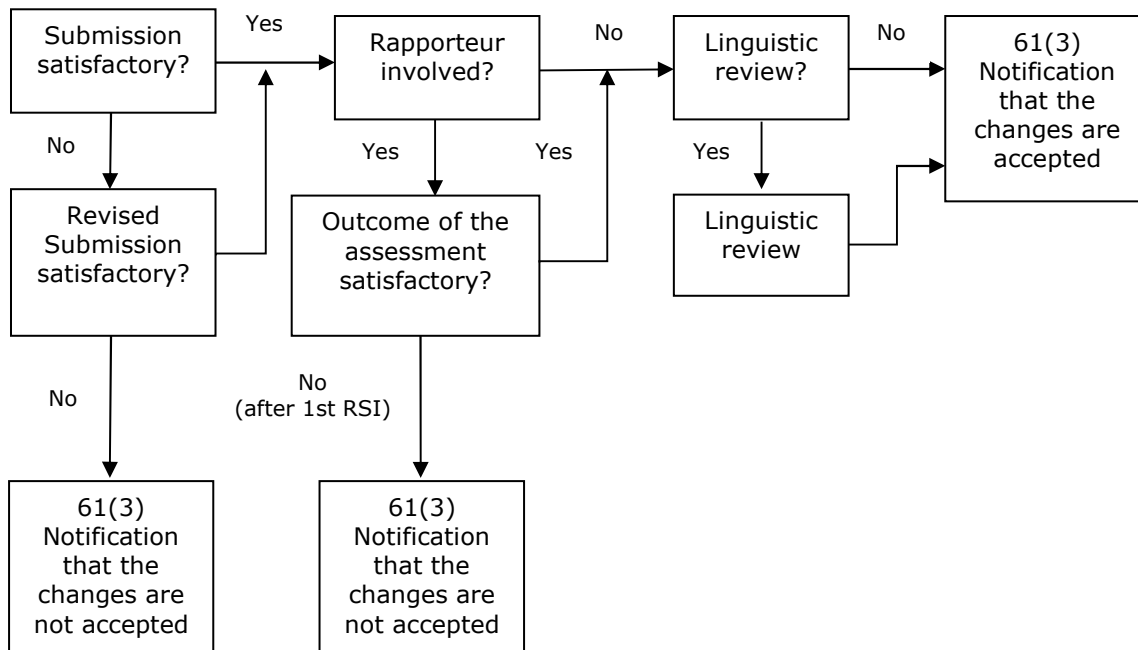 Submission
satisfactory?
Yes
Rapporteur
involved?
No
Linguistic
review?
No
61(3)
Notification
that the
changes are
accepted
No
Yes
Yes
Yes
Revised
Submission
satisfactory?
Outcome of the
assessment
satisfactory?
Linguistic
review
No
No
(after 1st RSI)
61(3)
Notification
that the
changes are
not accepted
61(3)
Notification
that the
changes are
not accepted